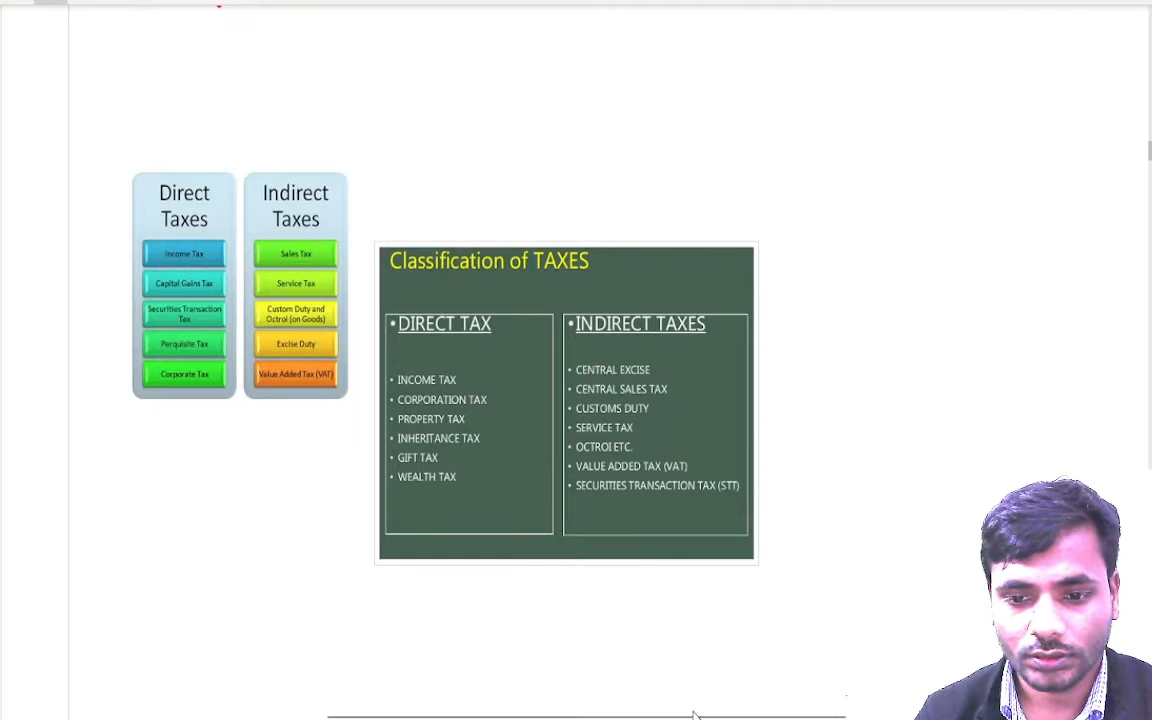 Direct
Taxes
Income Tax
Capital Gains Tax
Securities Transaction
Tax
Perquisite Tax
Corporate Tax
Indirect
Taxes
Sales Tax
Service Tax
Custom Duty and
Octroi (on Goods)
Excise Duty
Value Added Tax (VAT)
Classification of TAXES
•DIRECT TAX
• INCOME TAX
• CORPORATION TAX
• PROPERTY TAX
• INHERITANCE TAX
• GIFT TAX
• WEALTH TAX
•INDIRECT TAXES
• CENTRAL EXCISE
• CENTRAL SALES TAX
• CUSTOMS DUTY
• SERVICE TAX
• OCTROI ETC.
• VALUE ADDED TAX (VAT)
• SECURITIES TRANSACTION TAX (STT)